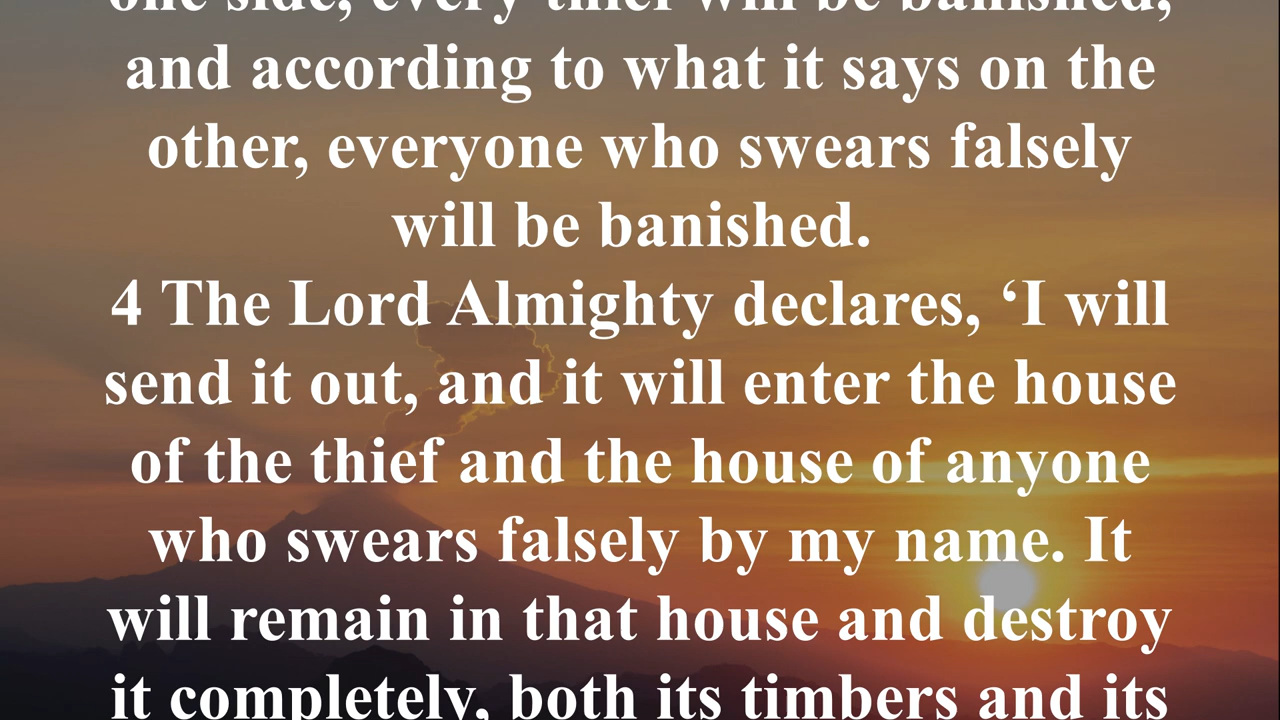 one side, every thief will be banished,
and according to what it says on the
other, everyone who swears falsely
will be banished.
4 The Lord Almighty declares, ‘I will
send it out, and it will enter the house
of the thief and the house of anyone
who swears falsely by my name. It
will remain in that house and destroy
it completely, both its timbers and its